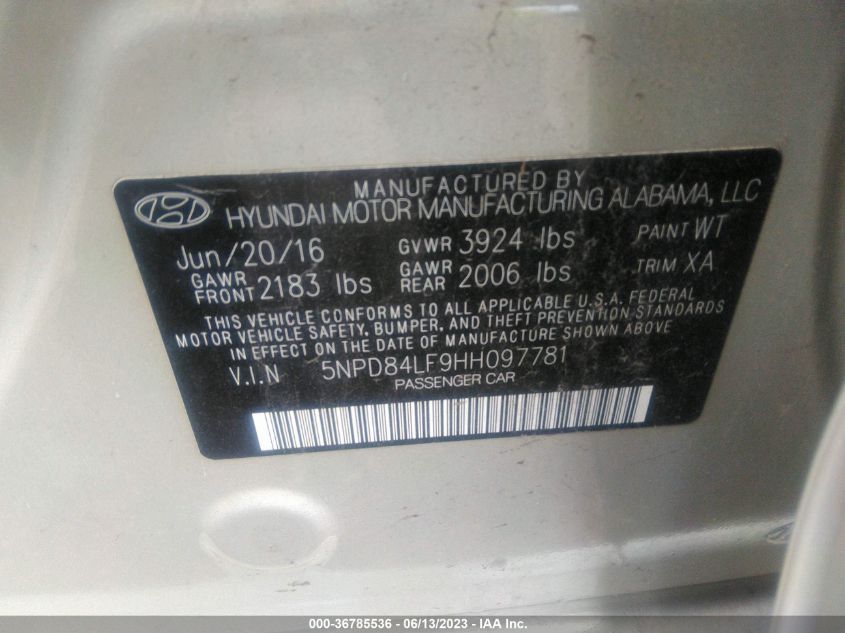 MANUFACTURED BY
HYUNDAI MOTOR MANUFACTURING ALABAMA, LLC
Jun/20/16 GVWR 3924 lbs PAINT WT
GAWR FRONT 2183 lbs GAWR REAR 2006 lbs TRIM XA
THIS VEHICLE CONFORMS TO ALL APPLICABLE U.S.A. FEDERAL
MOTOR VEHICLE SAFETY, BUMPER, AND THEFT PREVENTION STANDARDS
IN EFFECT ON THE DATE OF MANUFACTURE SHOWN ABOVE
V.I.N 5NPD84LF9HH097781
PASSENGER CAR
000-36785536 - 06/13/2023 - IAA Inc.